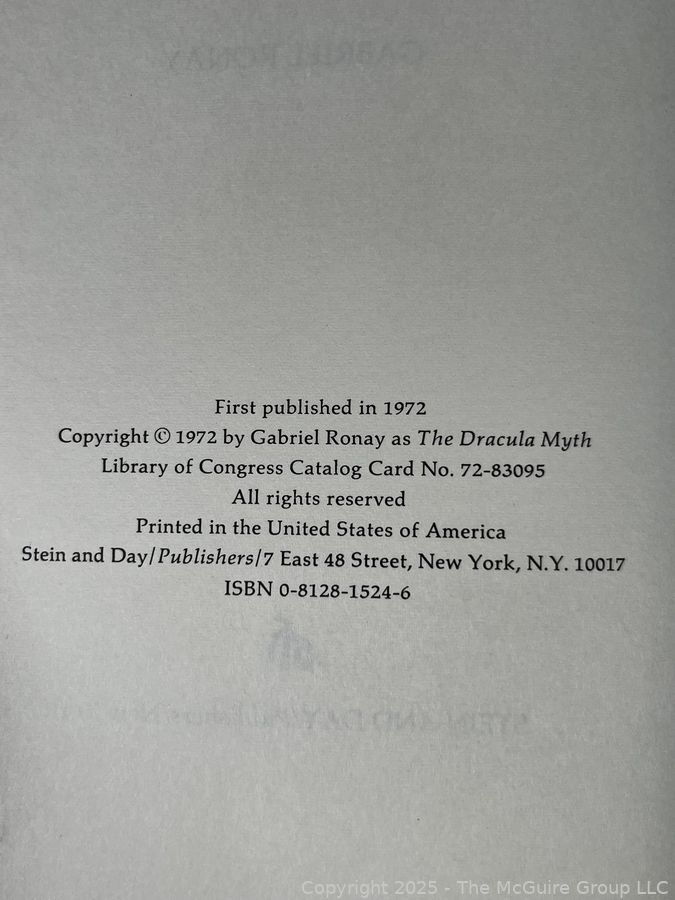 First published in 1972
Copyright © 1972 by Gabriel Ronay as The Dracula Myth
Library of Congress Catalog Card No. 72-83095
All rights reserved
Printed in the United States of America
Stein and Day/Publishers/7 East 48 Street, New York, N.Y. 10017
ISBN 0-8128-1524-6
Copyright 2025 - The McGuire Group LLC